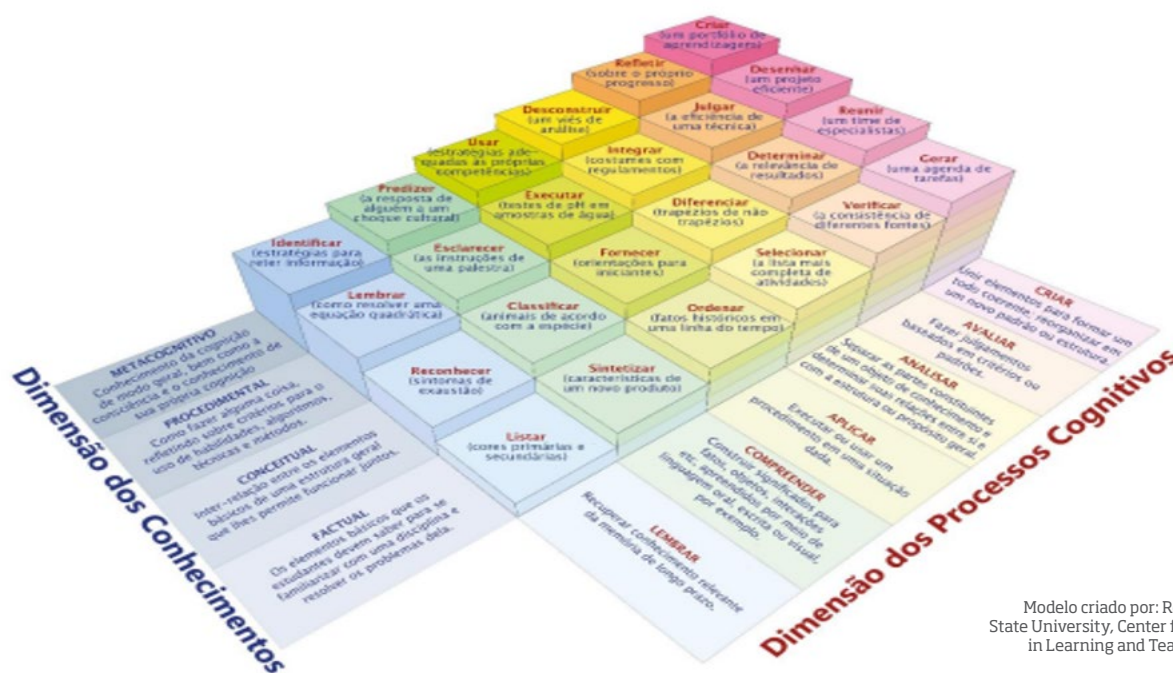 Criar
(um portfólio de
aprendizagem)
Refletir
(sobre o próprio
progresso)
Desenhar
(um projeto
eficiente)
Desconstruir
(um viés de
análise)
Julgar
(a eficiência de
uma técnica)
Reunir
(um time de
especialistas)
Usar
(estratégias ade-
quadas às próprias
competências)
Integrar
(costumes com
regulamentos)
Determinar
(a relevância de
resultados)
Gerar
(uma agenda de
tarefas)
Predizer
(a resposta de
alguém a um
choque cultural)
Executar
(testes de pH em
amostras de água)
Diferenciar
(trapézios de não
trapézios)
Verificar
(a consistência de
diferentes fontes)
Identificar
(estratégias para
reter informação)
Esclarecer
(as instruções de
uma palestra)
Fornecer
(orientações para
iniciantes)
Selecionar
(a lista mais
completa de
atividades)
Lembrar
(como resolver uma
equação quadrática)
Classificar
(animais de acordo
com a espécie)
Ordenar
(fatos históricos em
uma linha do tempo)
Reconhecer
(sintomas de
exaustão)
Sintetizar
(características de
um novo produto)
Listar
(cores primárias e
secundárias)
Dimensão dos Conhecimentos
METACOGNITIVO
Conhecimento da cognição
de modo geral, bem como a
consciência e o conhecimento de
tua própria cognição
PROCEDIMENTAL
Como fazer alguma coisa,
refletindo sobre critérios para o
uso de habilidades, algoritmos,
técnicas e métodos.
CONCEITUAL
Inter-relação entre os elementos
básicos de uma estrutura geral
que lhes permite funcionar juntos.
FACTUAL
Os elementos básicos que os
estudantes devem saber para se
familiarizar com uma disciplina e
resolver os problemas dela.
Dimensão dos Processos Cognitivos
CRIAR
Unir elementos para formar um
todo coerente; reorganizar em
um novo padrão ou estrutura.
AVALIAR
Fazer julgamentos
baseados em critérios ou
padrões.
ANALISAR
Separar as partes constituintes
de um objeto de conhecimento e
determinar suas relações entre si e
com a estrutura ou propósito geral.
APLICAR
Executar ou usar um
procedimento em uma situação
dada.
COMPREENDER
Construir significados para
fatos, objetos, interações
etc, apreendidos por meio de
linguagem oral, escrita ou visual,
por exemplo.
LEMBRAR
Recuperar conhecimento relevante
da memória de longo prazo.
Modelo criado por: R
State University, Center f
in Learning and Tea